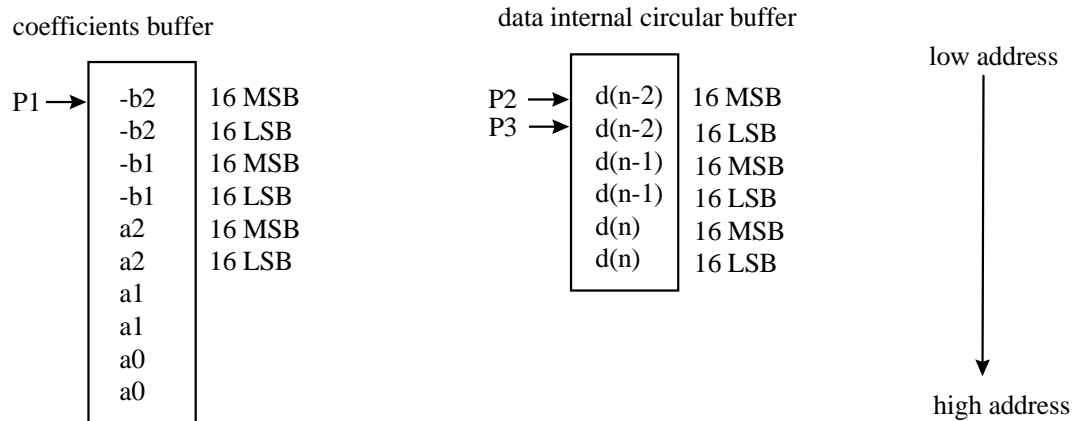 coefficients buffer
P1
-b2 16 MSB
-b2 16 LSB
-b1 16 MSB
-b1 16 LSB
a2 16 MSB
a2 16 LSB
a1
a1
a0
a0
data internal circular buffer
P2 d(n-2) 16 MSB
P3 d(n-2) 16 LSB
d(n-1) 16 MSB
d(n-1) 16 LSB
d(n) 16 MSB
d(n) 16 LSB
low address
high address